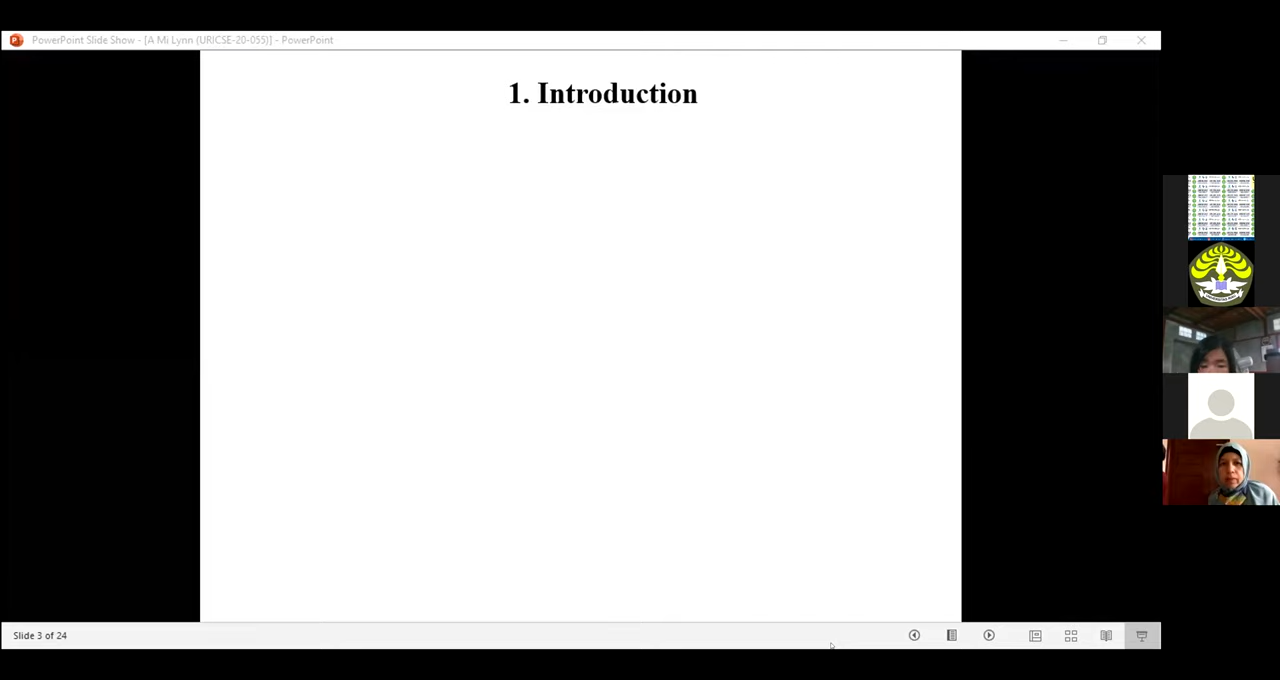 PowerPoint Slide Show - [A Mi Lynn (URICSE-20-055)] - PowerPoint
1. Introduction
Slide 3 of 24